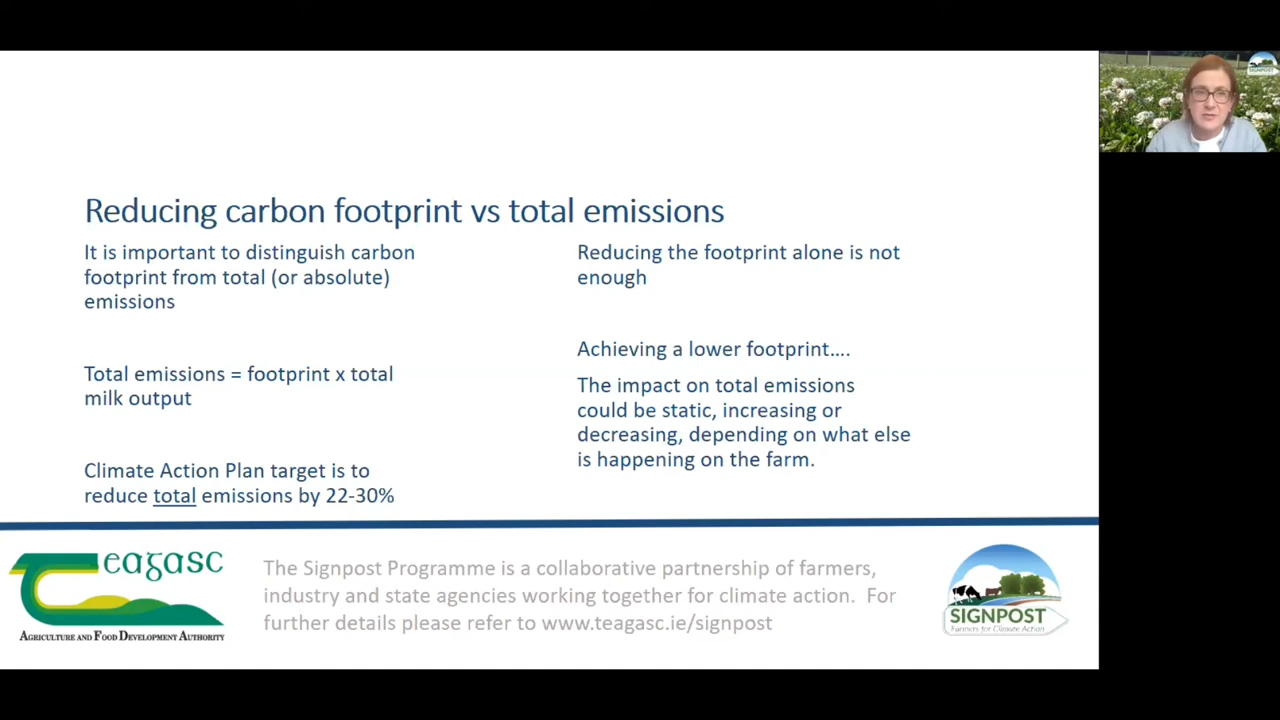 Reducing carbon footprint vs total emissions
It is important to distinguish carbon
footprint from total (or absolute)
emissions
Total emissions = footprint x total
milk output
Climate Action Plan target is to
reduce total emissions by 22-30%
Reducing the footprint alone is not
enough
Achieving a lower footprint....
The impact on total emissions
could be static, increasing or
decreasing, depending on what else
is happening on the farm.
teagasc
AGRICULTURE AND FOOD DEVELOPMENT AUTHORITY
The Signpost Programme is a collaborative partnership of farmers,
industry and state agencies working together for climate action. For
further details please refer to www.teagasc.ie/signpost
SIGNPOST
Farmers for Climate Action
SIGNPOST